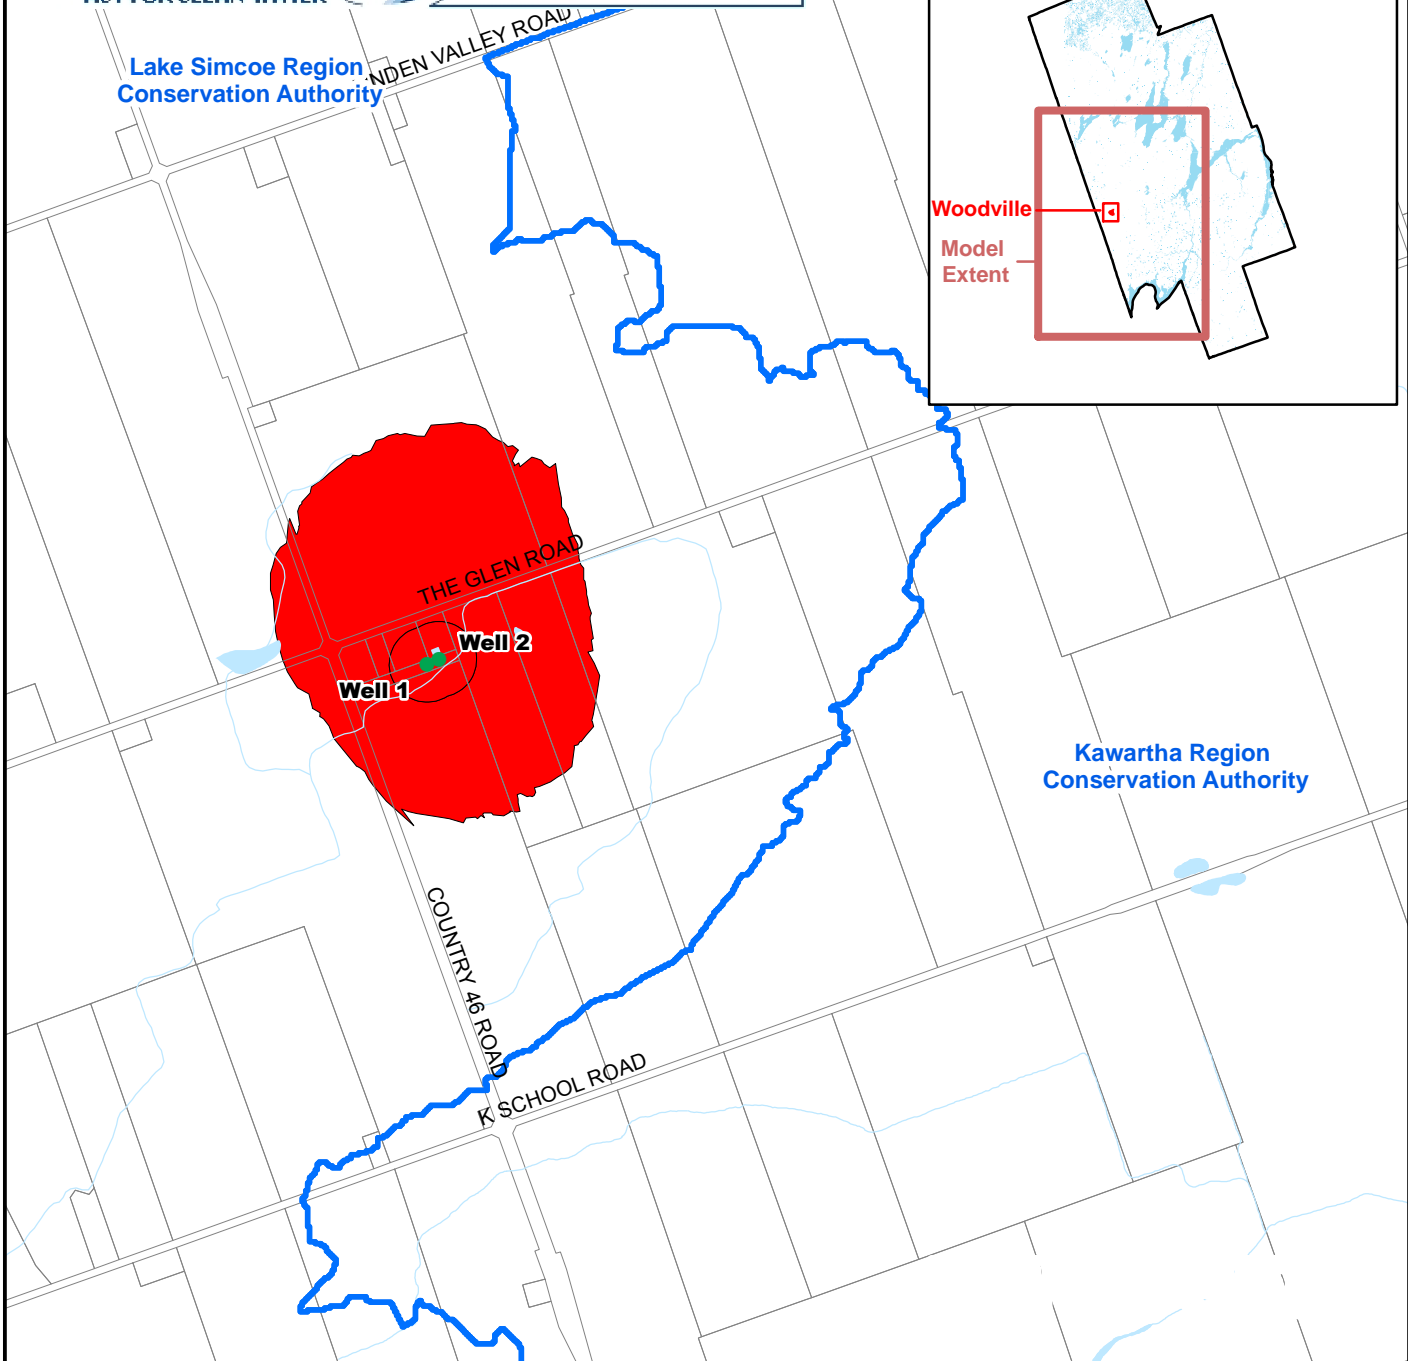 NDEN VALLEY ROAD
Lake Simcoe Region
Conservation Authority
Woodville
Model
Extent
THE GLEN ROAD
Well 2
Well 1
Kawartha Region
Conservation Authority
COUNTRY 46 ROAD
K SCHOOL ROAD